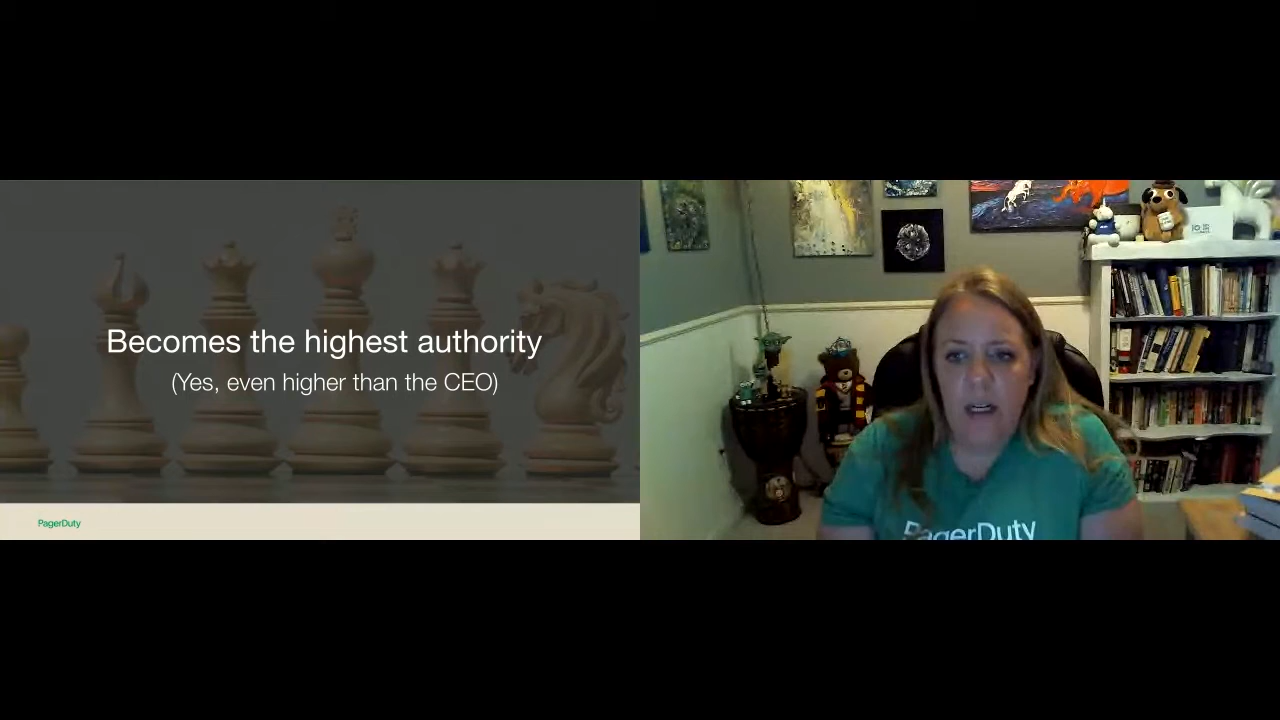 Becomes the highest authority
(Yes, even higher than the CEO)
PagerDuty
PagerDuty